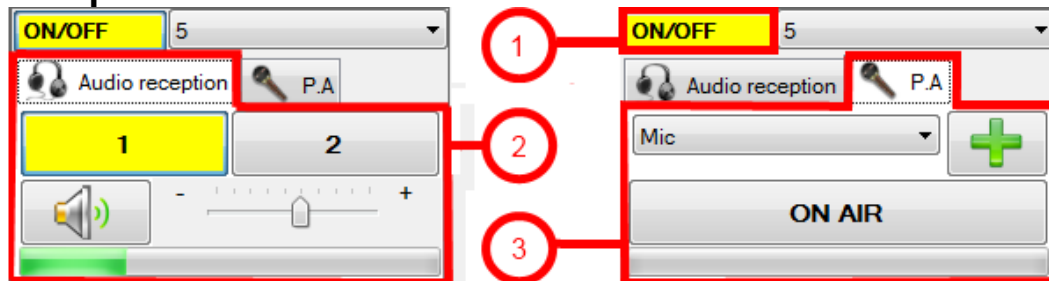 ON/OFF 5
Audio reception P.A
1 2
- +
1
2
3
ON/OFF 5
Audio reception P.A
Mic
ON AIR